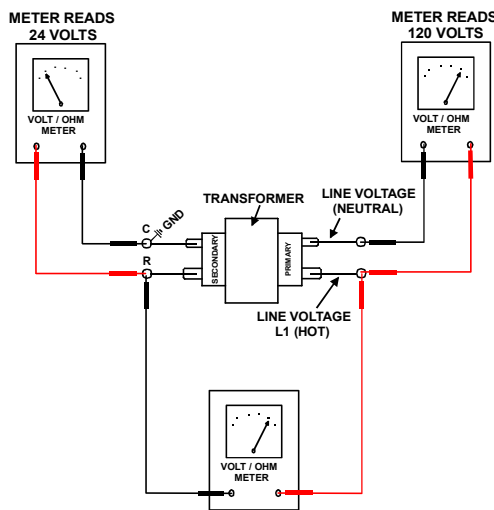 METER READS
24 VOLTS
METER READS
120 VOLTS
VOLT / OHM
METER
VOLT / OHM
METER
TRANSFORMER
LINE VOLTAGE
(NEUTRAL)
C
GND
R
SECONDARY
PRIMARY
LINE VOLTAGE
L1 (HOT)
VOLT / OHM
METER